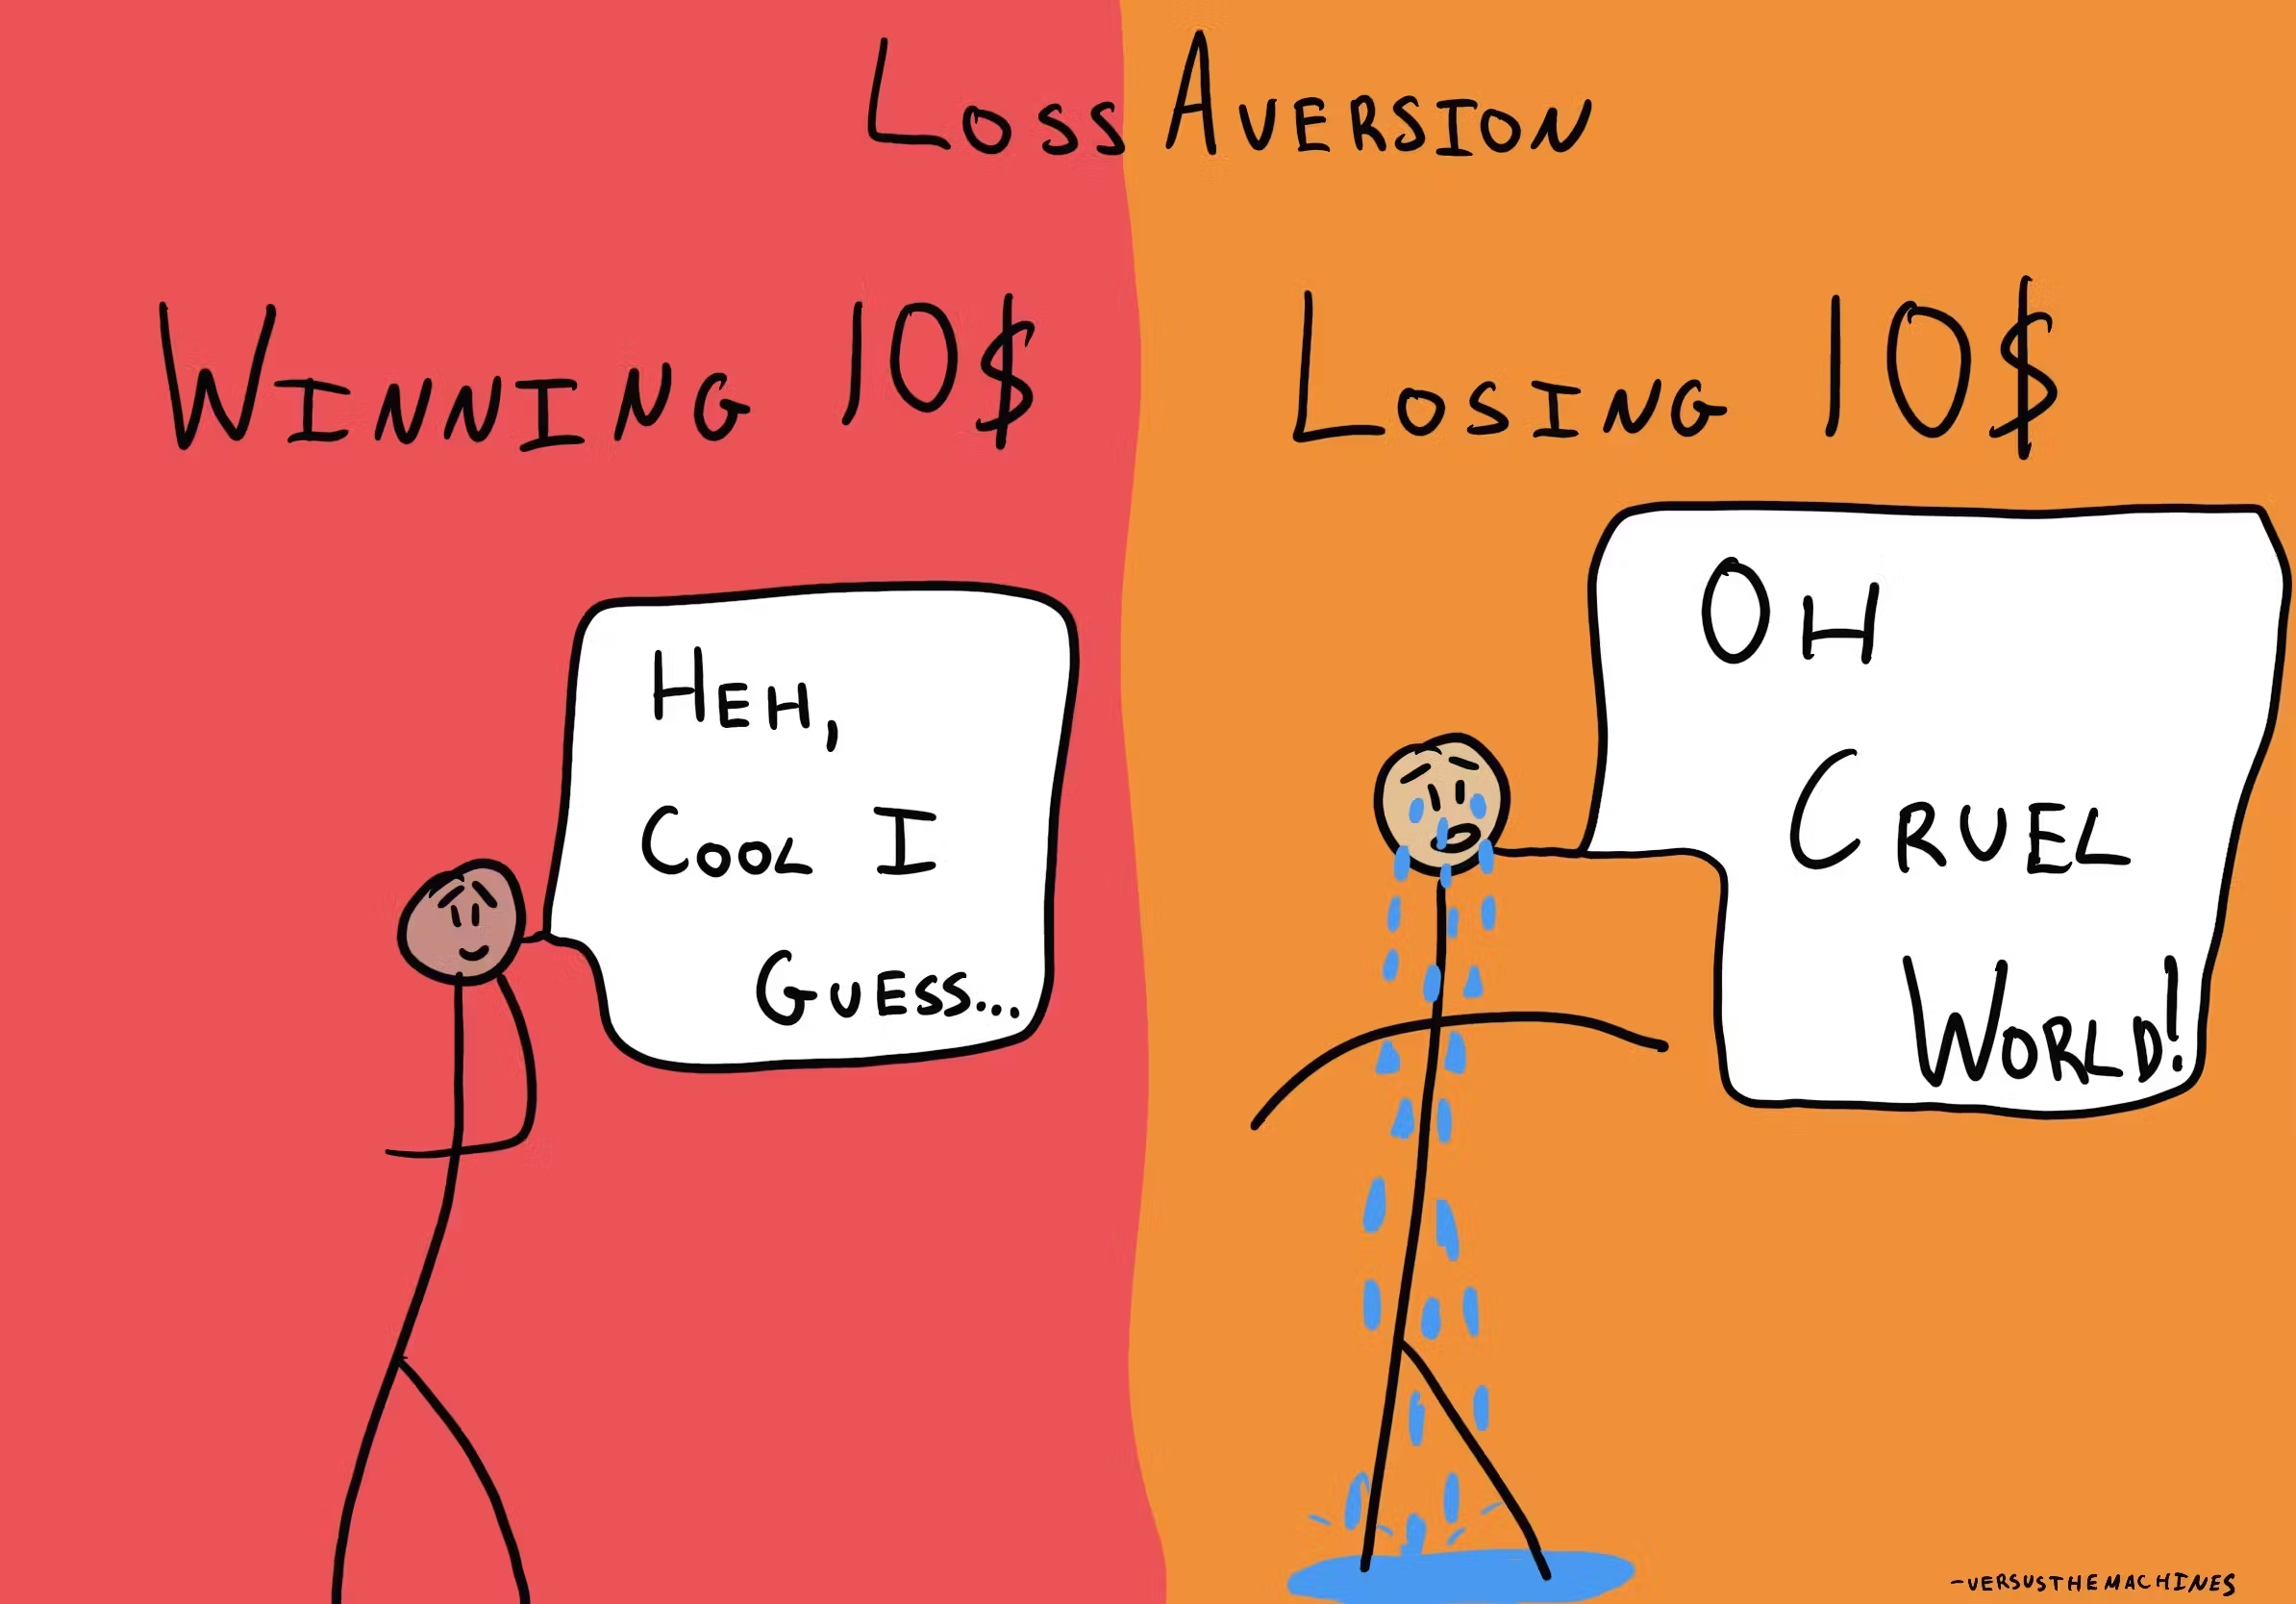 Loss Aversion
Winning 10$
Losing 10$
Heh,
Cool I
Guess...
Oh
Cruel
World!
-VERSUSTHEMACHINES